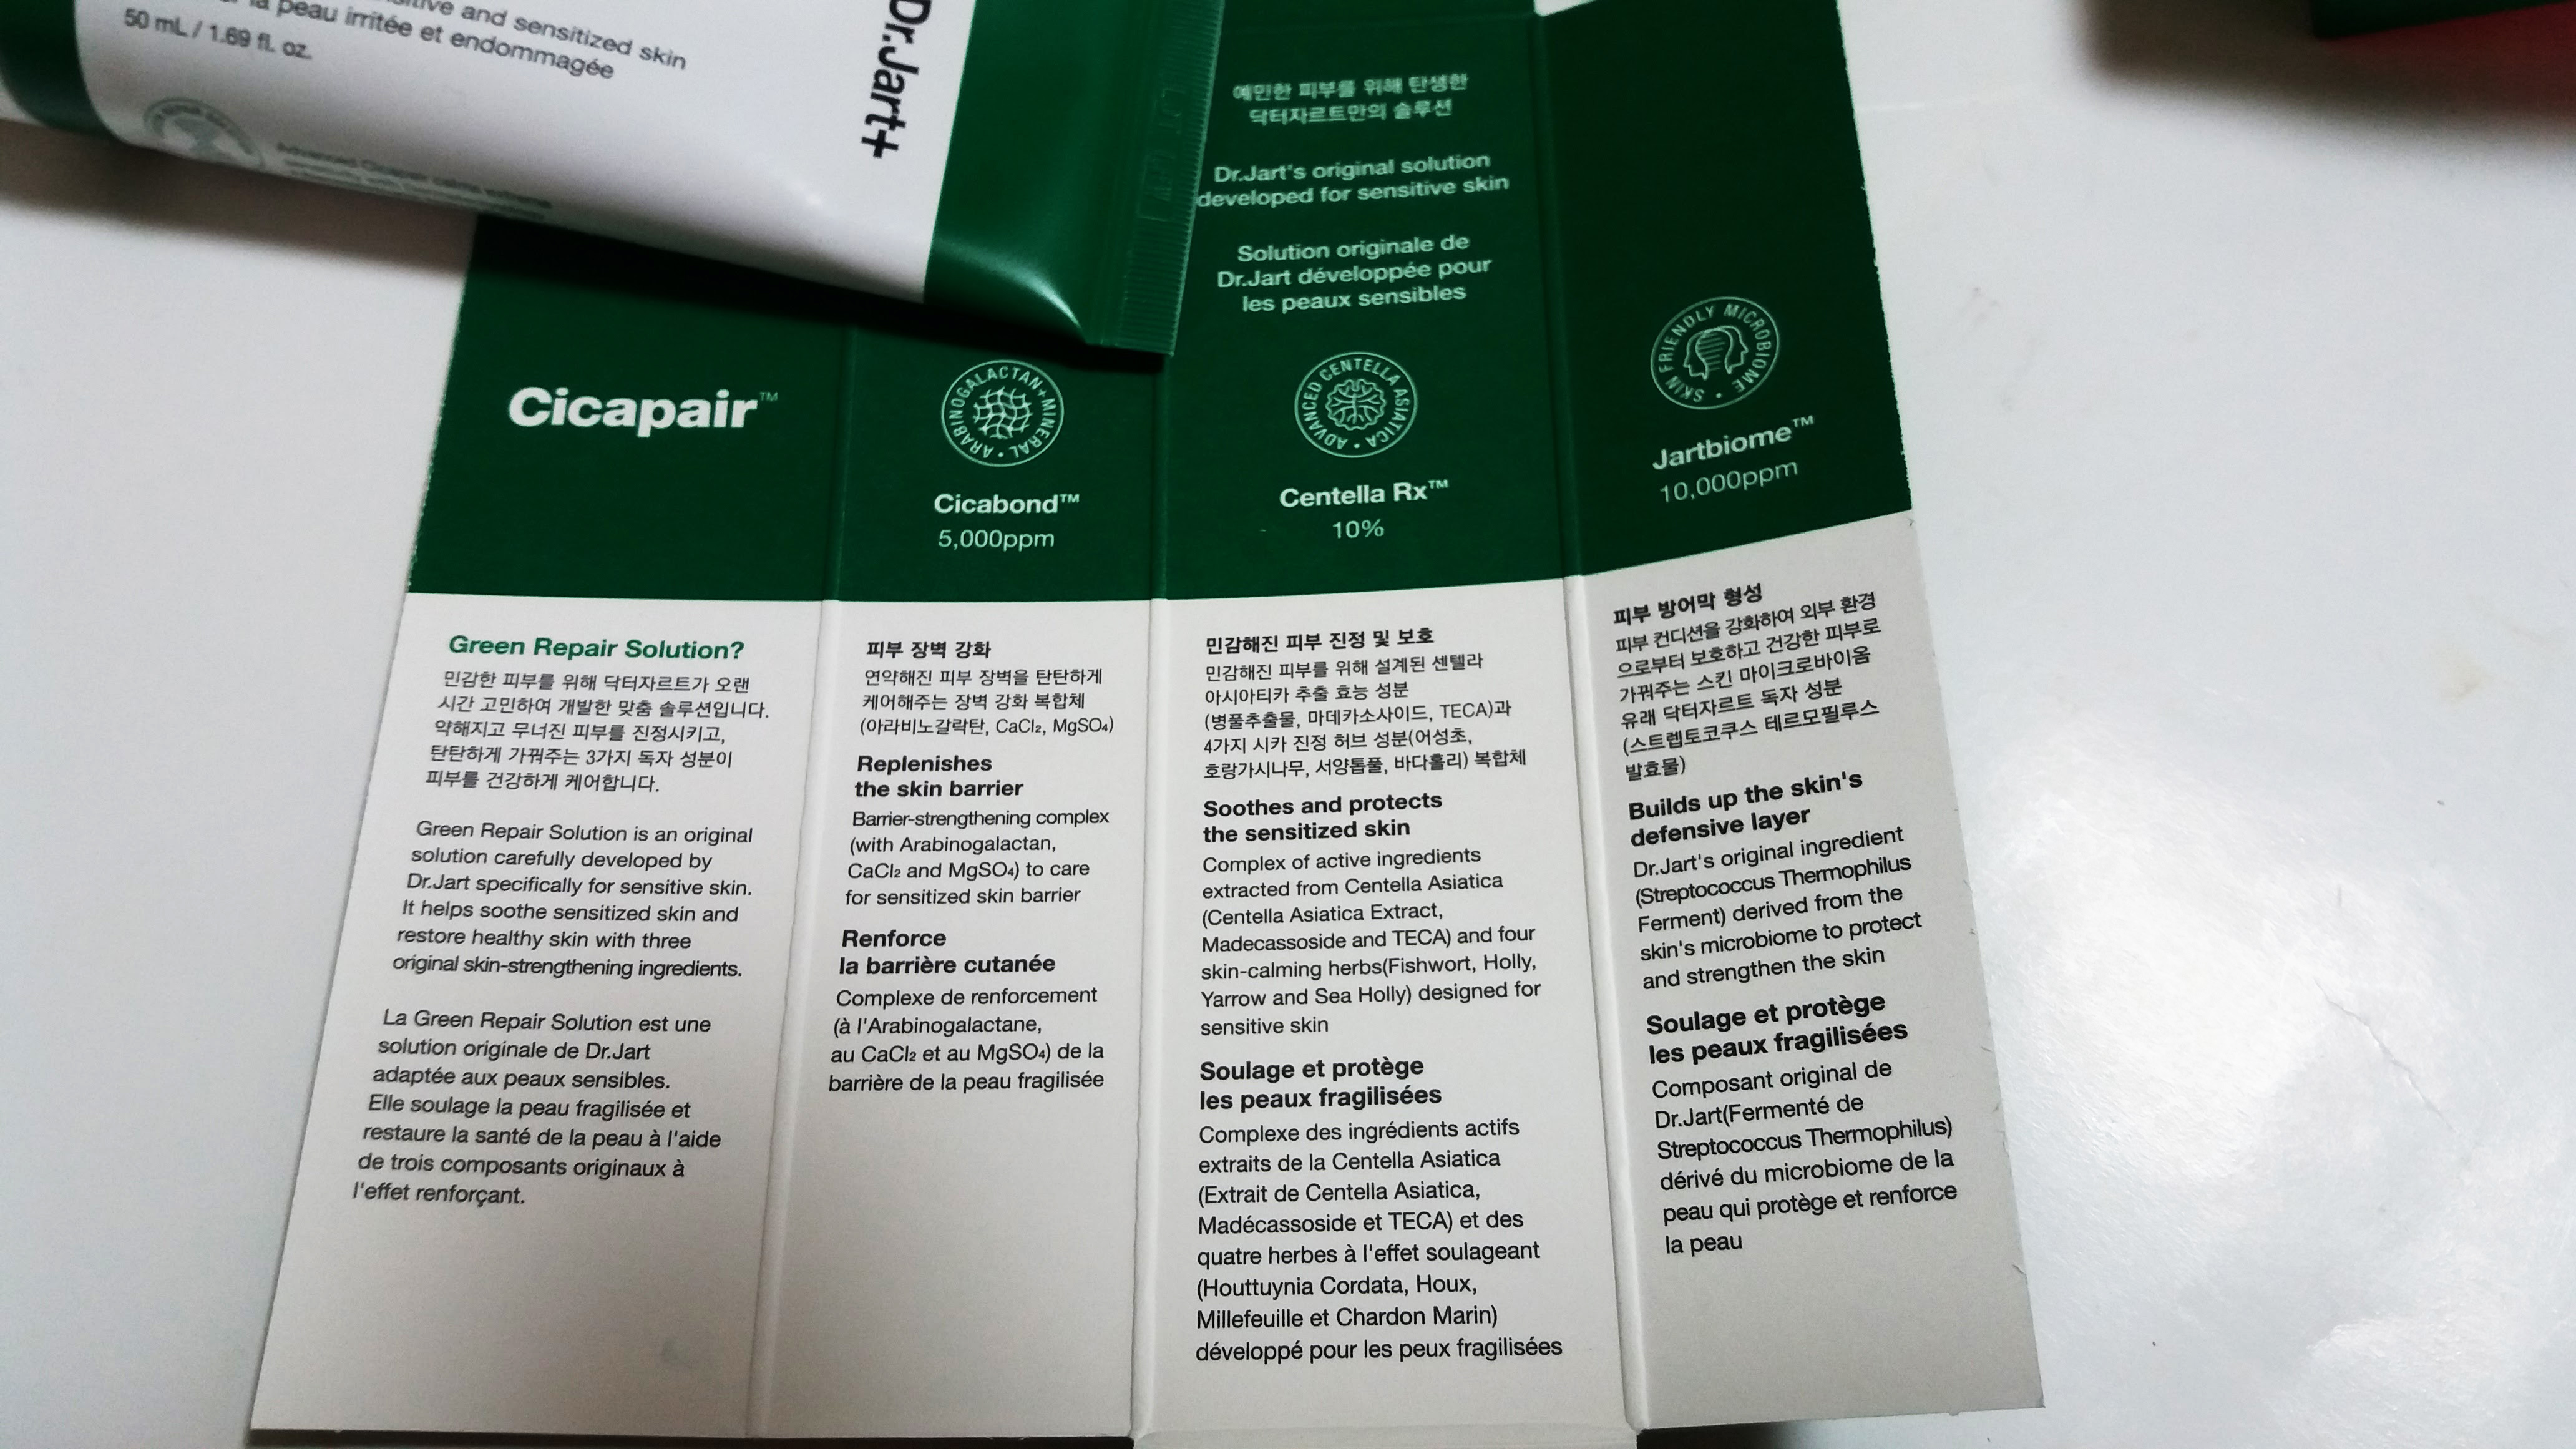 and sensitized skin
la peau irritée et endommagée
50 mL / 1.69 fl. oz.
Dr.Jart+
예민한 피부를 위해 탄생한
닥터자르트만의 솔루션
Dr.Jart's original solution
developed for sensitive skin
Solution originale de
Dr.Jart développée pour
les peaux sensibles
Cicapair™
Green Repair Solution?
민감한 피부를 위해 닥터자르트가 오랜
시간 고민하여 개발한 맞춤 솔루션입니다.
약해지고 무너진 피부를 진정시키고,
탄탄하게 가꿔주는 3가지 독자 성분이
피부를 건강하게 케어합니다.
Green Repair Solution is an original
solution carefully developed by
Dr.Jart specifically for sensitive skin.
It helps soothe sensitized skin and
restore healthy skin with three
original skin-strengthening ingredients.
La Green Repair Solution est une
solution originale de Dr.Jart
adaptée aux peaux sensibles.
Elle soulage la peau fragilisée et
restaure la santé de la peau à l'aide
de trois composants originaux à
l'effet renforçant.
ARABINOGALACTAN+MINERAL
Cicabond™
5,000ppm
피부 장벽 강화
연약해진 피부 장벽을 탄탄하게
케어해주는 장벽 강화 복합체
(아라비노갈락탄, CaCl₂, MgSO₄)
Replenishes
the skin barrier
Barrier-strengthening complex
(with Arabinogalactan,
CaCl₂ and MgSO₄) to care
for sensitized skin barrier
Renforce
la barrière cutanée
Complexe de renforcement
(à l'Arabinogalactane,
au CaCl₂ et au MgSO₄) de la
barrière de la peau fragilisée
ADVANCED CENTELLA ASIATICA
Centella Rx™
10%
민감해진 피부 진정 및 보호
민감해진 피부를 위해 설계된 센텔라
아시아티카 추출 효능 성분
(병풀추출물, 마데카소사이드, TECA)과
4가지 시카 진정 허브 성분(어성초,
호랑가시나무, 서양톱풀, 바다홀리) 복합체
Soothes and protects
the sensitized skin
Complex of active ingredients
extracted from Centella Asiatica
(Centella Asiatica Extract,
Madecassoside and TECA) and four
skin-calming herbs(Fishwort, Holly,
Yarrow and Sea Holly) designed for
sensitive skin
Soulage et protège
les peaux fragilisées
Complexe des ingrédients actifs
extraits de la Centella Asiatica
(Extrait de Centella Asiatica,
Madécassoside et TECA) et des
quatre herbes à l'effet soulageant
(Houttuynia Cordata, Houx,
Millefeuille et Chardon Marin)
développé pour les peux fragilisées
SKIN FRIENDLY MICROBIOME
Jartbiome™
10,000ppm
피부 방어막 형성
피부 컨디션을 강화하여 외부 환경
으로부터 보호하고 건강한 피부로
가꿔주는 스킨 마이크로바이옴
유래 닥터자르트 독자 성분
(스트렙토코쿠스 테르모필루스
발효물)
Builds up the skin's
defensive layer
Dr.Jart's original ingredient
(Streptococcus Thermophilus
Ferment) derived from the
skin's microbiome to protect
and strengthen the skin
Soulage et protège
les peaux fragilisées
Composant original de
Dr.Jart(Fermenté de
Streptococcus Thermophilus)
dérivé du microbiome de la
peau qui protège et renforce
la peau